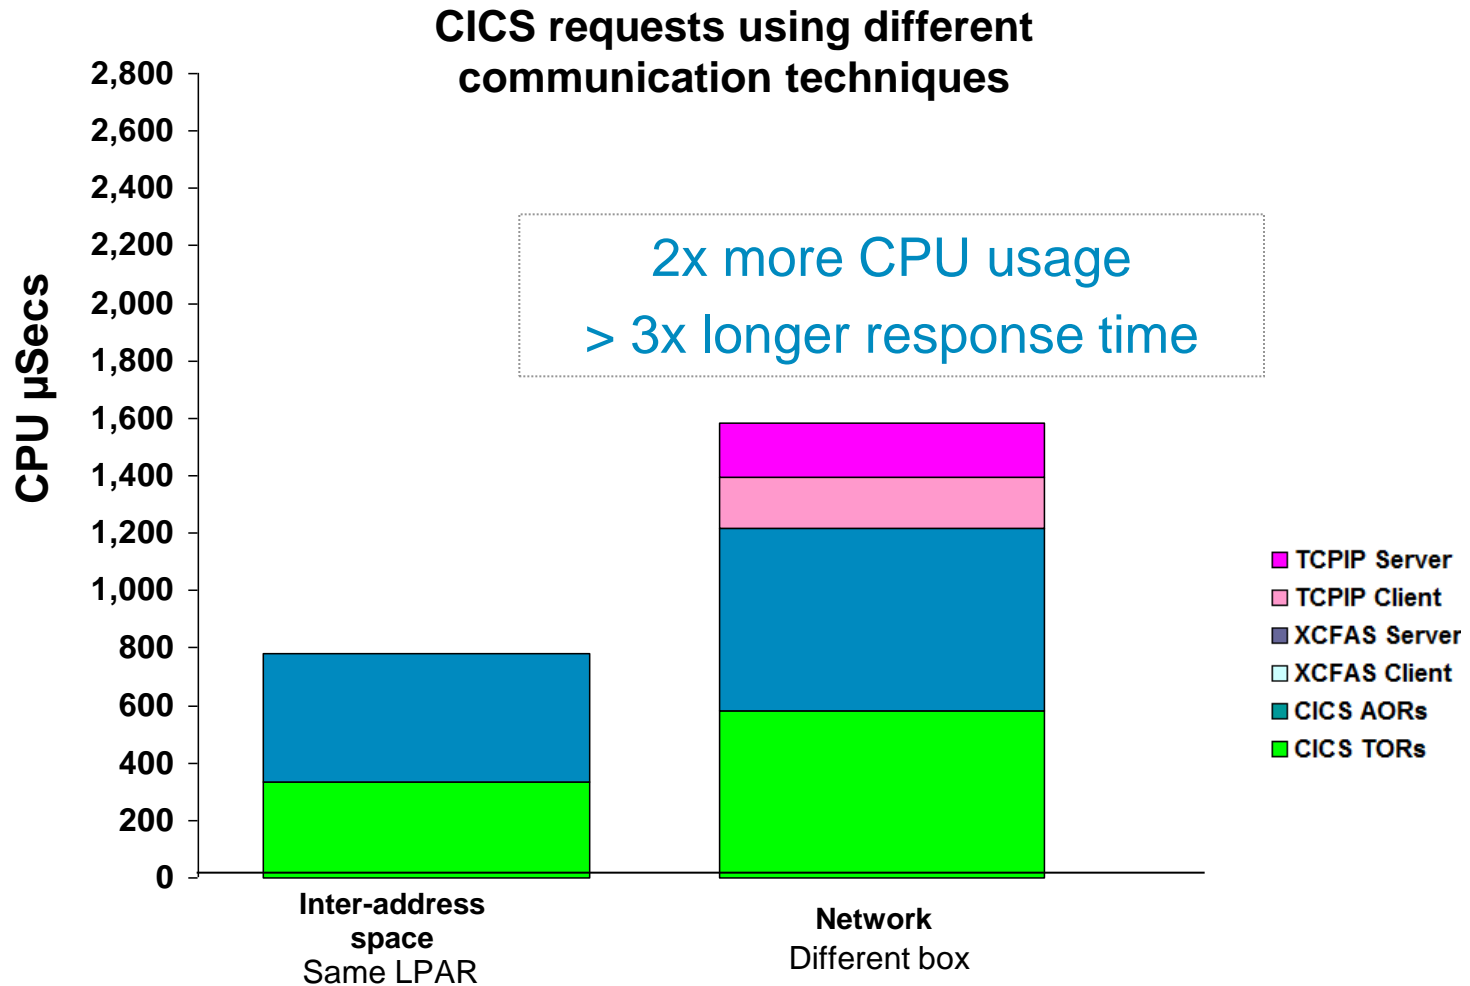 CICS requests using different
communication techniques
2,800
2,600
2,400
2,200
2,000
1,800
1,600
1,400
1,200
1,000
800
600
400
200
0
CPU µSecs
2x more CPU usage
> 3x longer response time
TCPIP Server
TCPIP Client
XCFAS Server
XCFAS Client
CICS AORs
CICS TORs
Inter-address
space
Same LPAR
Network
Different box